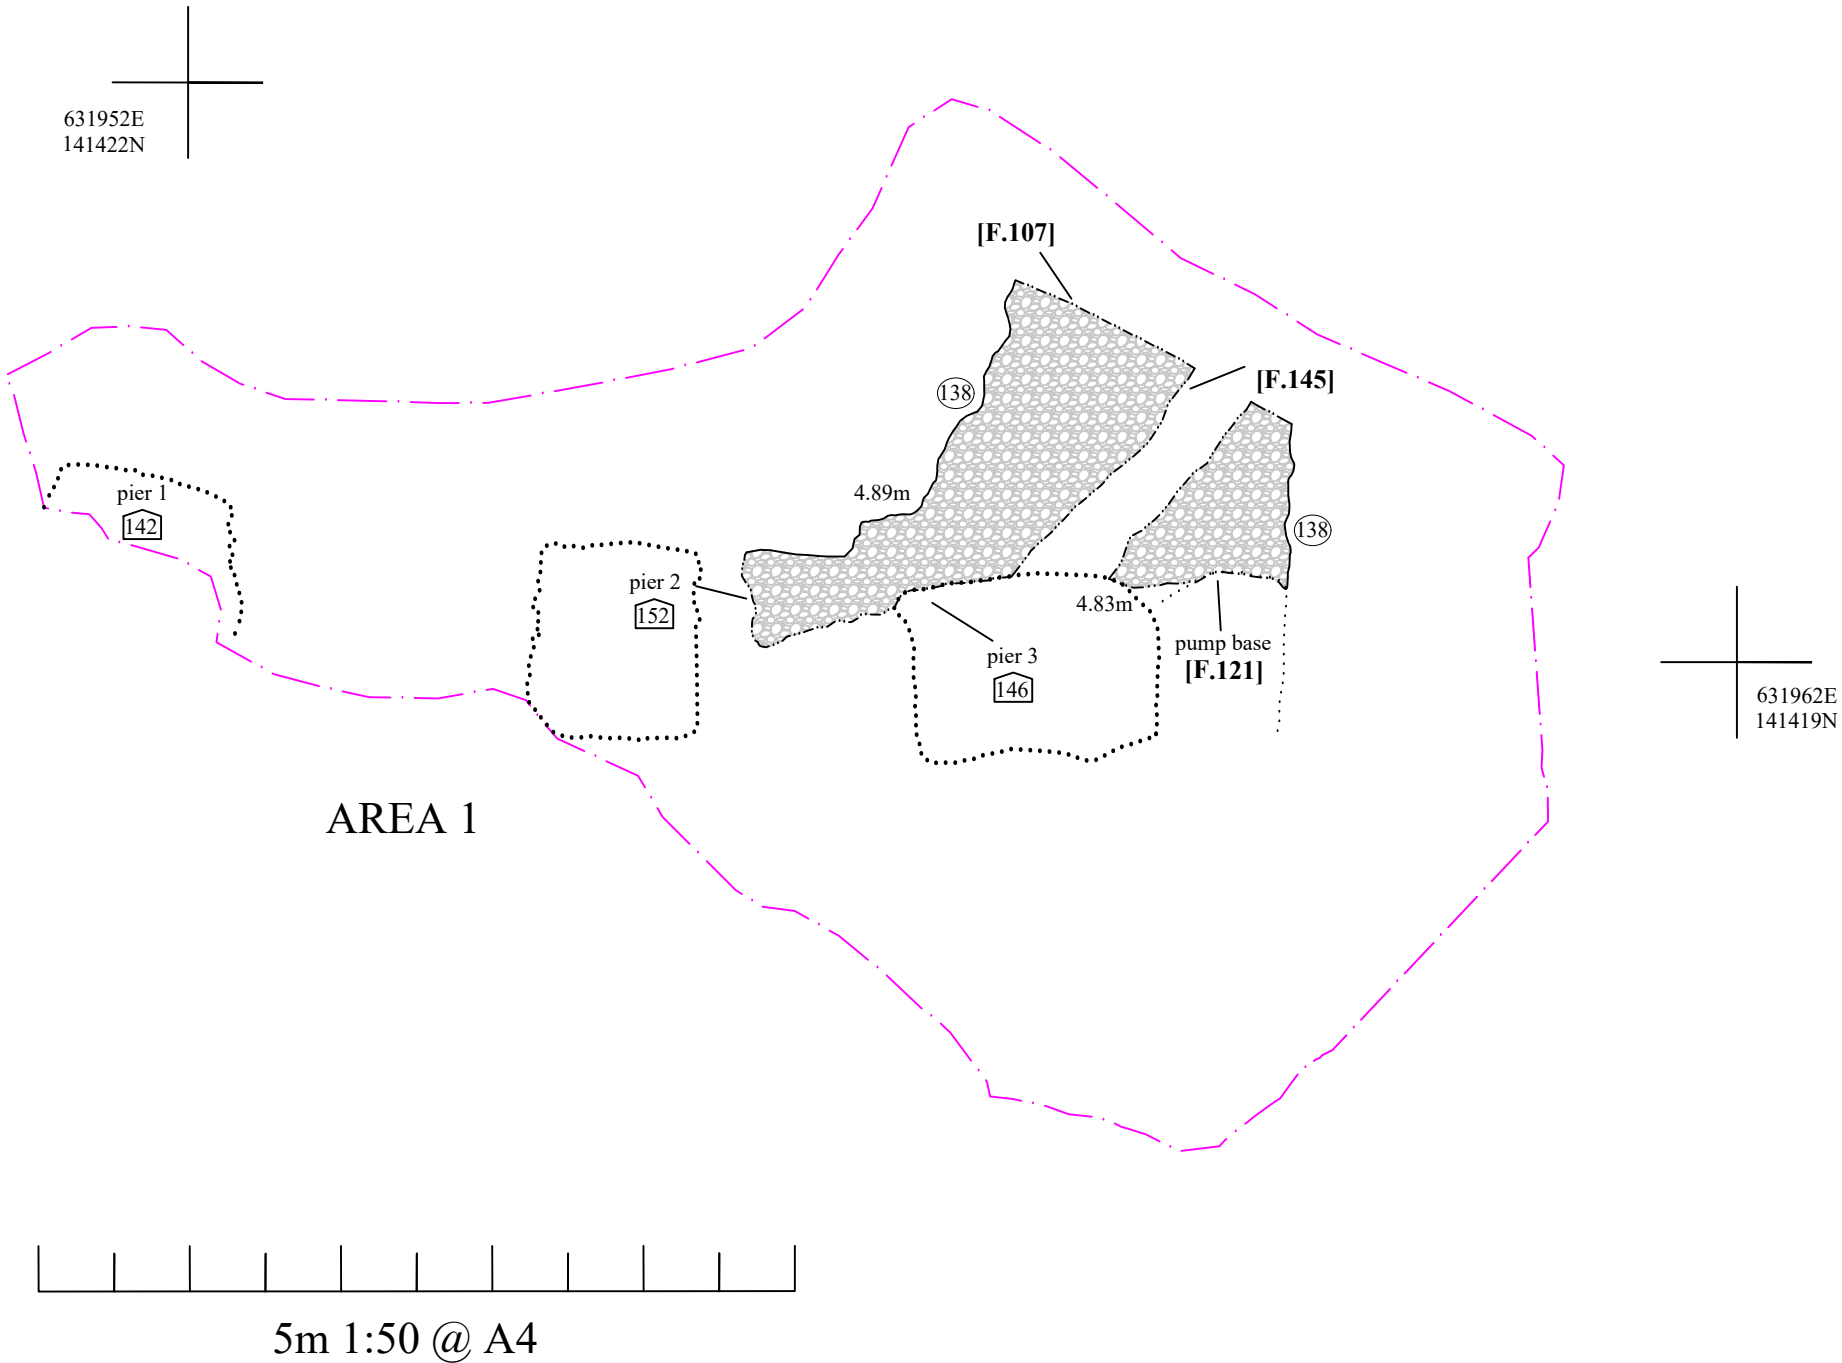 631952E
141422N
[F.107]
[F.145]
138
4.89m
pier 1
142
138
pier 2
152
4.83m
pier 3
146
pump base
[F.121]
631962E
141419N
AREA 1
5m 1:50 @ A4